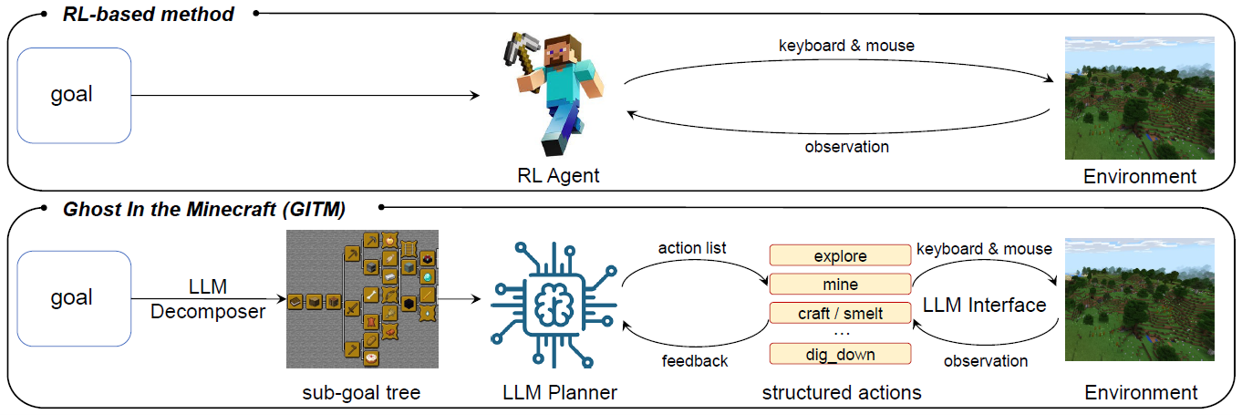 RL-based method
goal
keyboard & mouse
observation
RL Agent
Environment
Ghost In the Minecraft (GITM)
goal
LLM
Decomposer
sub-goal tree
LLM Planner
action list
feedback
explore
mine
craft / smelt
...
dig_down
structured actions
keyboard & mouse
LLM Interface
observation
Environment